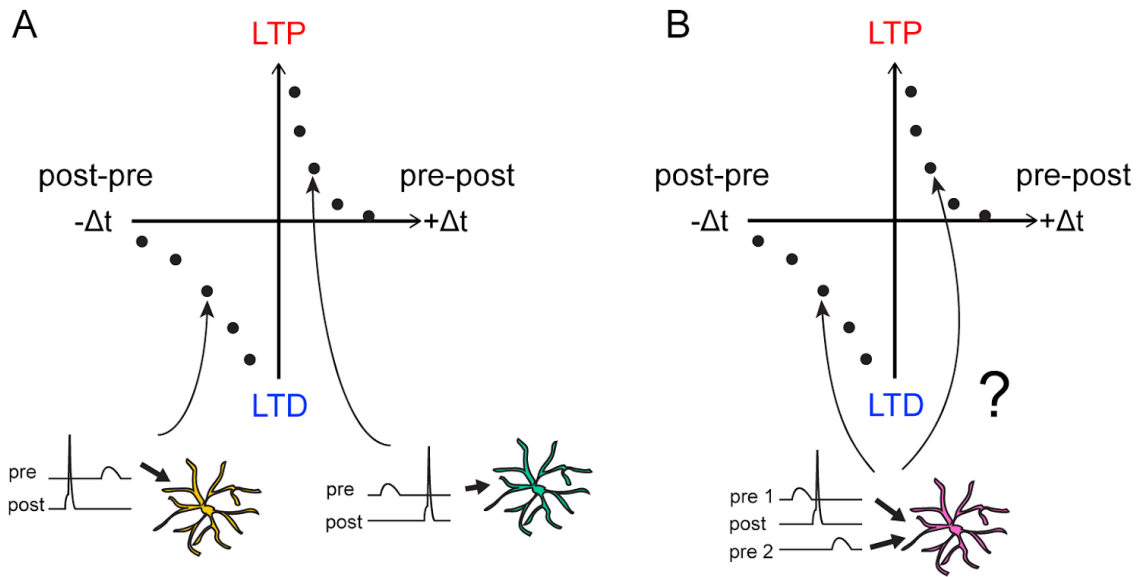 A
LTP
post-pre
pre-post
-Δt
+Δt
LTD
pre
post
pre
post
B
LTP
post-pre
pre-post
-Δt
+Δt
LTD
?
pre 1
post
pre 2